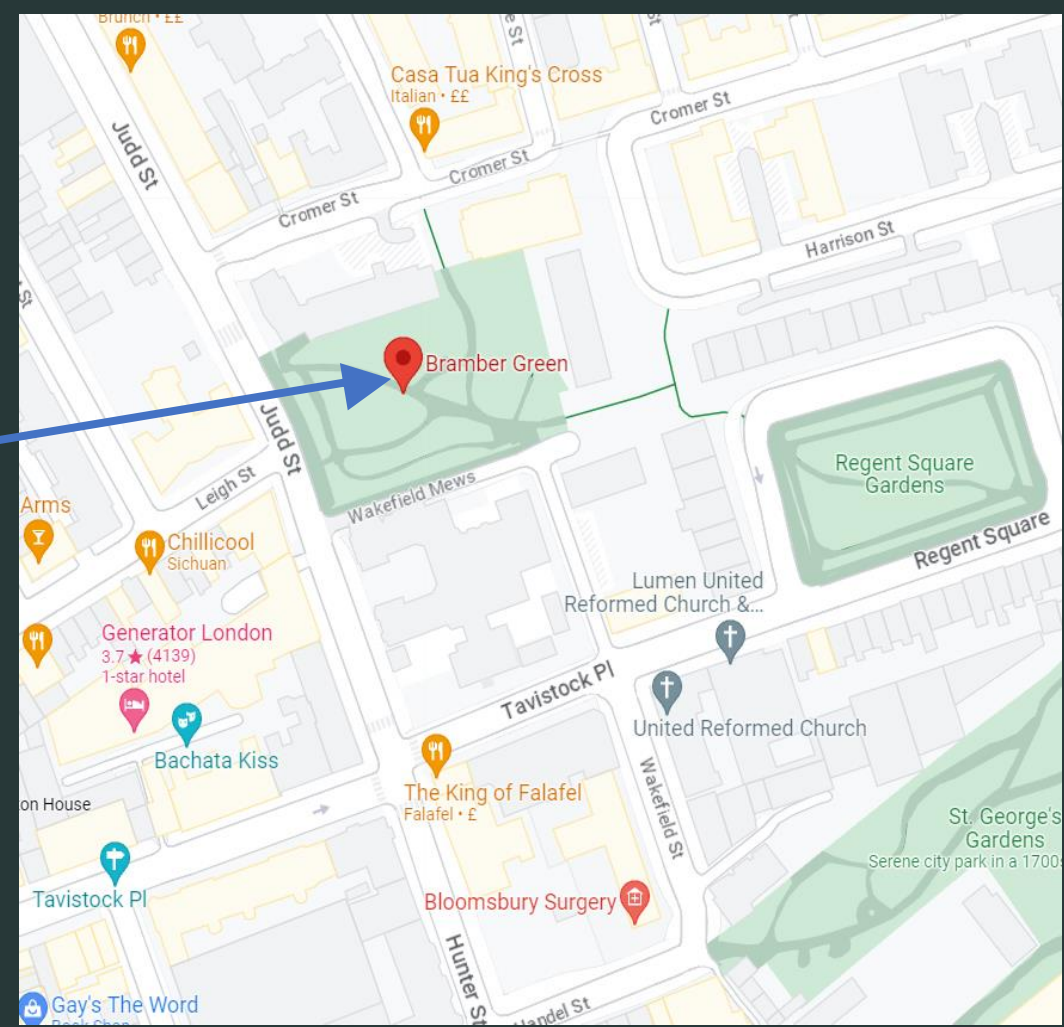 Brunch • ££
Casa Tua King's Cross
Italian • ££
Cromer St
Judd St
Cromer St
Cromer St
Harrison St
St
Bramber Green
Judd St
Regent Square
Gardens
Leigh St
Wakefield Mews
Arms
Chillicool
Sichuan
Regent Square
Lumen United
Reformed Church &...
Generator London
3.7 ★ (4139)
1-star hotel
Tavistock Pl
United Reformed Church
Bachata Kiss
The King of Falafel
Falafel • £
Wakefield St
on House
St. George's
Gardens
Serene city park in a 1700s
Tavistock Pl
Bloomsbury Surgery
Hunter St
Handel St
Gay's The Word
Book Shop